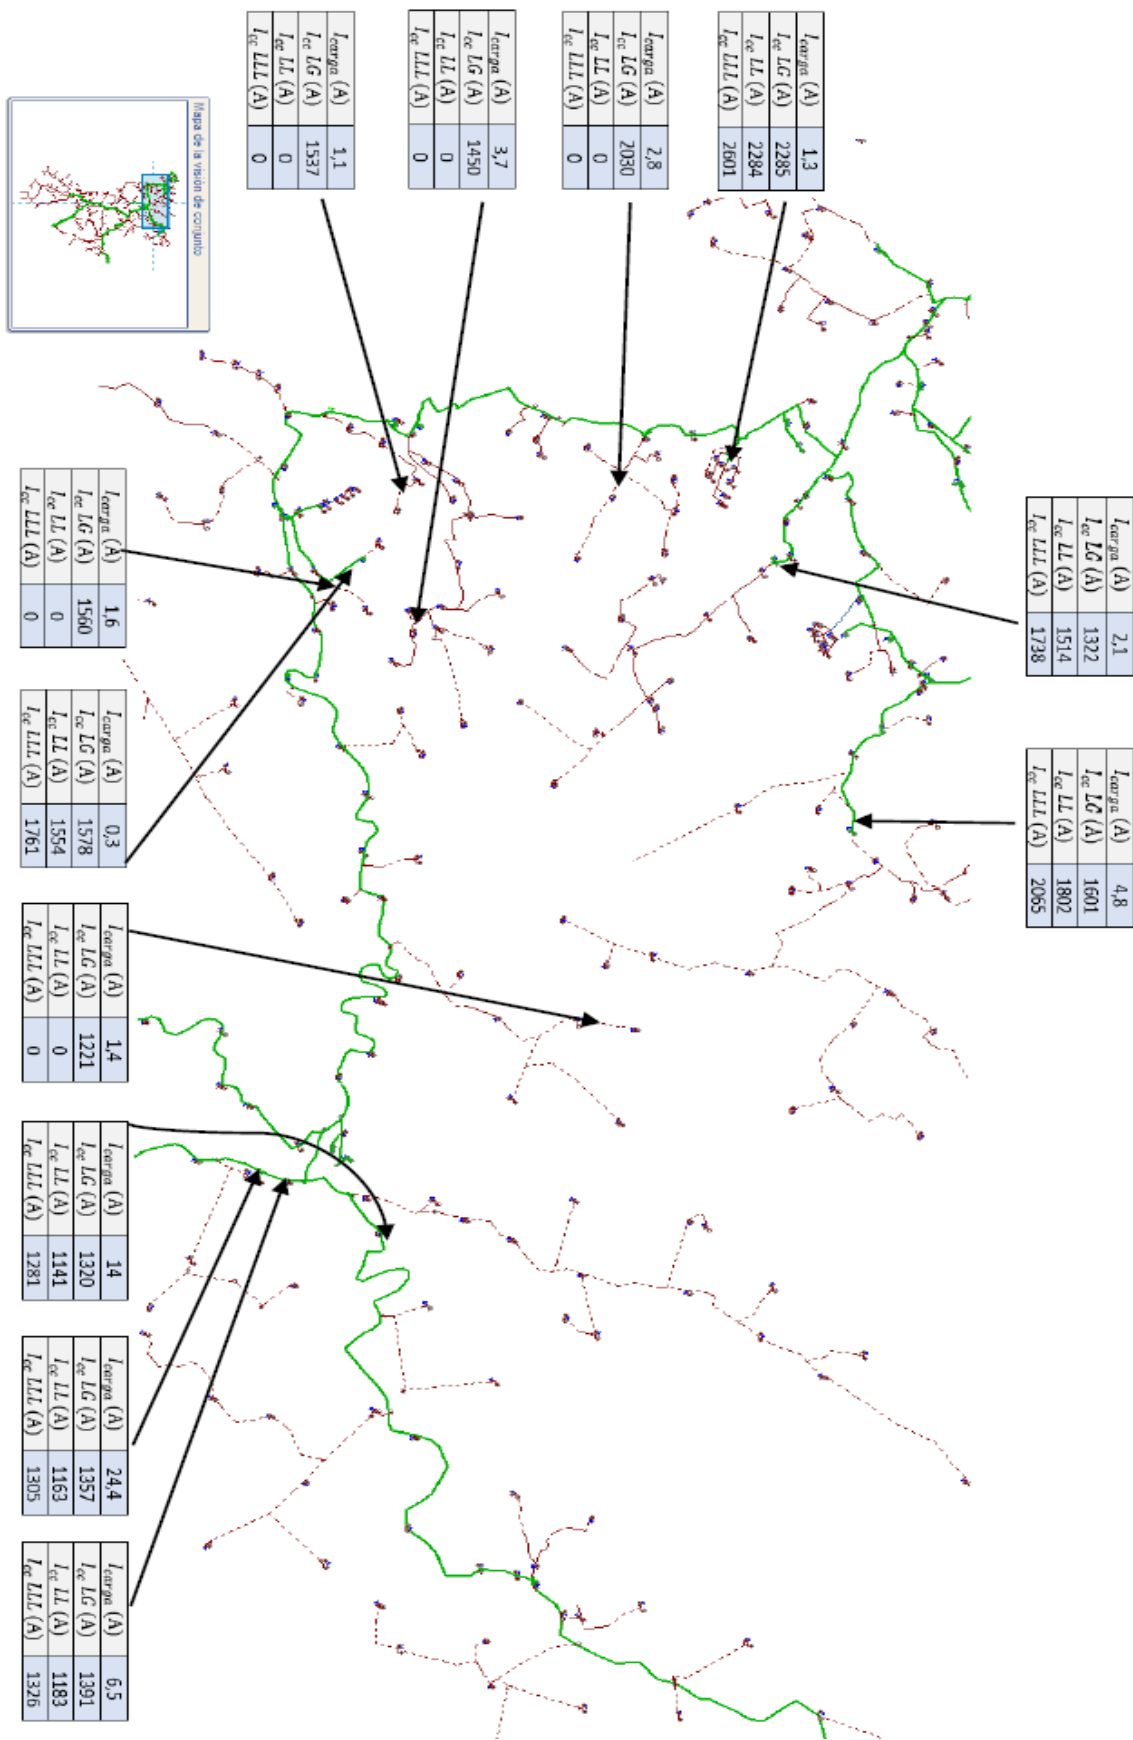 I_carga (A) 2,1
I_cc LG (A) 1322
I_cc LL (A) 1514
I_cc LLL (A) 1738
I_carga (A) 4,8
I_cc LG (A) 1601
I_cc LL (A) 1802
I_cc LLL (A) 2065
I_carga (A) 1,3
I_cc LG (A) 2285
I_cc LL (A) 2284
I_cc LLL (A) 2601
I_carga (A) 2,8
I_cc LG (A) 2030
I_cc LL (A) 0
I_cc LLL (A) 0
I_carga (A) 3,7
I_cc LG (A) 1450
I_cc LL (A) 0
I_cc LLL (A) 0
I_carga (A) 1,1
I_cc LG (A) 1537
I_cc LL (A) 0
I_cc LLL (A) 0
Mapa de la visión de conjunto
I_carga (A) 1,6
I_cc LG (A) 1560
I_cc LL (A) 0
I_cc LLL (A) 0
I_carga (A) 0,3
I_cc LG (A) 1578
I_cc LL (A) 1554
I_cc LLL (A) 1761
I_carga (A) 1,4
I_cc LG (A) 1221
I_cc LL (A) 0
I_cc LLL (A) 0
I_carga (A) 14
I_cc LG (A) 1320
I_cc LL (A) 1141
I_cc LLL (A) 1281
I_carga (A) 24,4
I_cc LG (A) 1357
I_cc LL (A) 1163
I_cc LLL (A) 1305
I_carga (A) 6,5
I_cc LG (A) 1391
I_cc LL (A) 1183
I_cc LLL (A) 1326